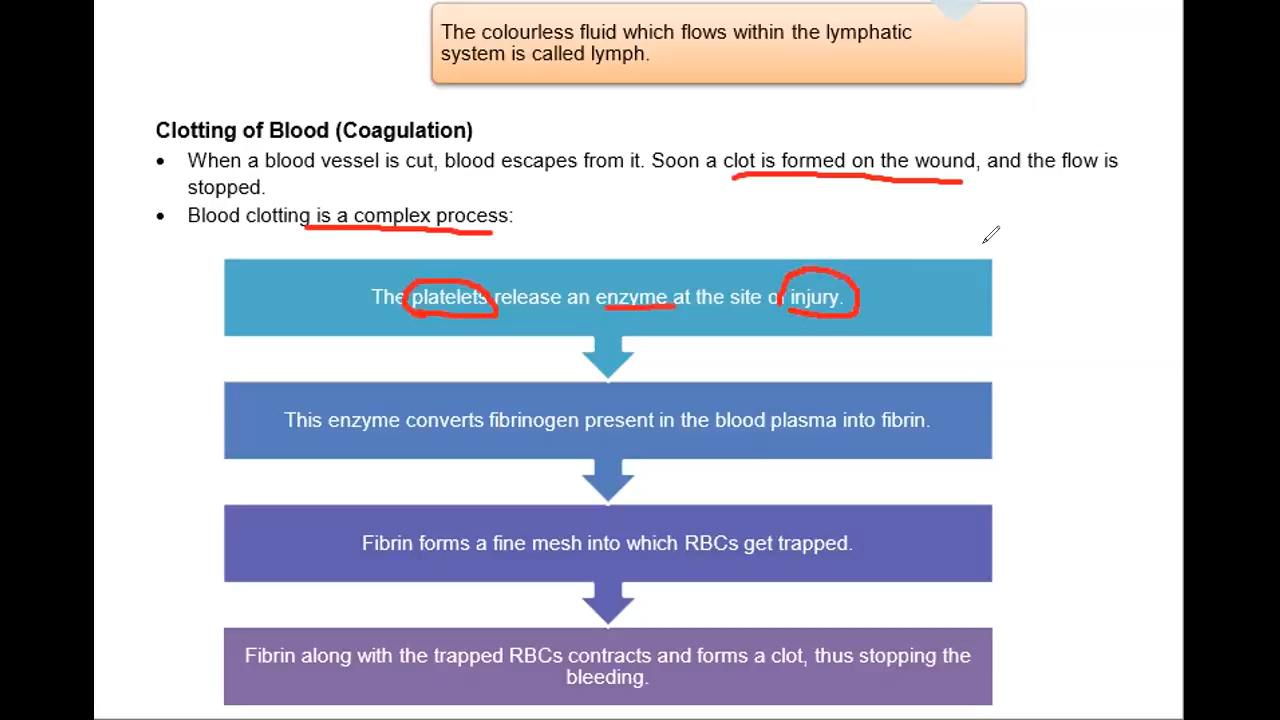 The colourless fluid which flows within the lymphatic
system is called lymph.
Clotting of Blood (Coagulation)
• When a blood vessel is cut, blood escapes from it. Soon a clot is formed on the wound, and the flow is
stopped.
• Blood clotting is a complex process:
The platelets release an enzyme at the site of injury.
This enzyme converts fibrinogen present in the blood plasma into fibrin.
Fibrin forms a fine mesh into which RBCs get trapped.
Fibrin along with the trapped RBCs contracts and forms a clot, thus stopping the
bleeding.